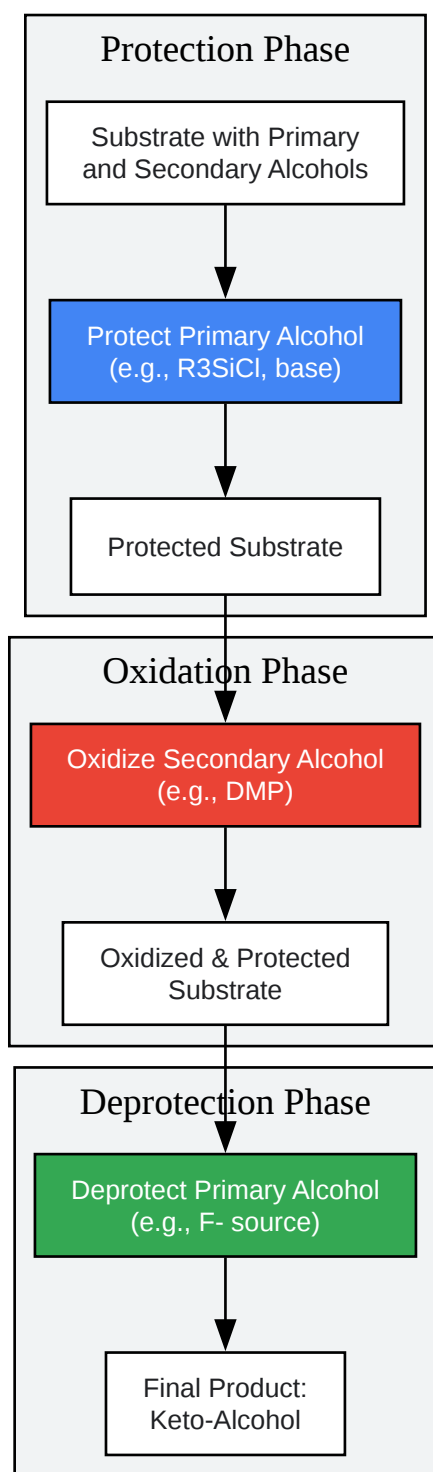 Protection Phase
Substrate with Primary
and Secondary Alcohols
Protect Primary Alcohol
(e.g., R3SiCl, base)
Protected Substrate
Oxidation Phase
Oxidize Secondary Alcohol
(e.g., DMP)
Oxidized & Protected
Substrate
Deprotection Phase
Deprotect Primary Alcohol
(e.g., F- source)
Final Product:
Keto-Alcohol